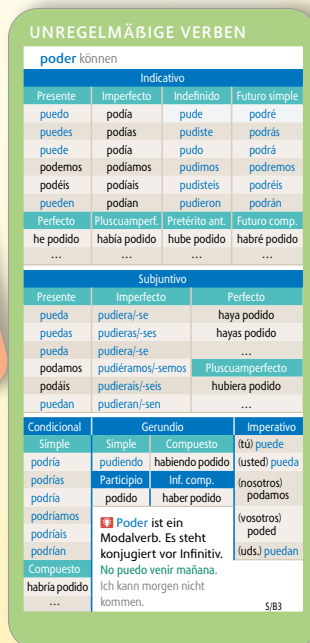 UNREGELMÄßIGE VERBEN
poder können
Indicativo
Presente Imperfecto Indefinido Futuro simple
puedo podía pude podré
puedes podías pudiste podrás
puede podía pudo podrá
podemos podíamos pudimos podremos
podéis podíais pudisteis podréis
pueden podían pudieron podrán
Perfecto Pluscuamperf. Pretérito ant. Futuro comp.
he podido había podido hube podido habré podido
… … … …
Subjuntivo
Presente Imperfecto Perfecto
pueda pudiera/-se haya podido
puedas pudieras/-ses hayas podido
pueda pudiera/-se …
podamos pudiéramos/-semos Pluscuamperfecto
podáis pudierais/-seis hubiera podido
puedan pudieran/-sen …
Condicional
Simple
podría
podrías
podría
podríamos
podríais
podrían
Compuesto
habría podido
…
Gerundio
Simple Compuesto
pudiendo habiendo podido
Participio Inf. comp.
podido haber podido
Poder ist ein
Modalverb. Es steht
konjugiert vor Infinitiv.
No puedo venir mañana.
Ich kann morgen nicht
kommen.
Imperativo
(tú) puede
(usted) pueda
(nosotros)
podamos
(vosotros)
poded
(uds.) puedan
S/B3